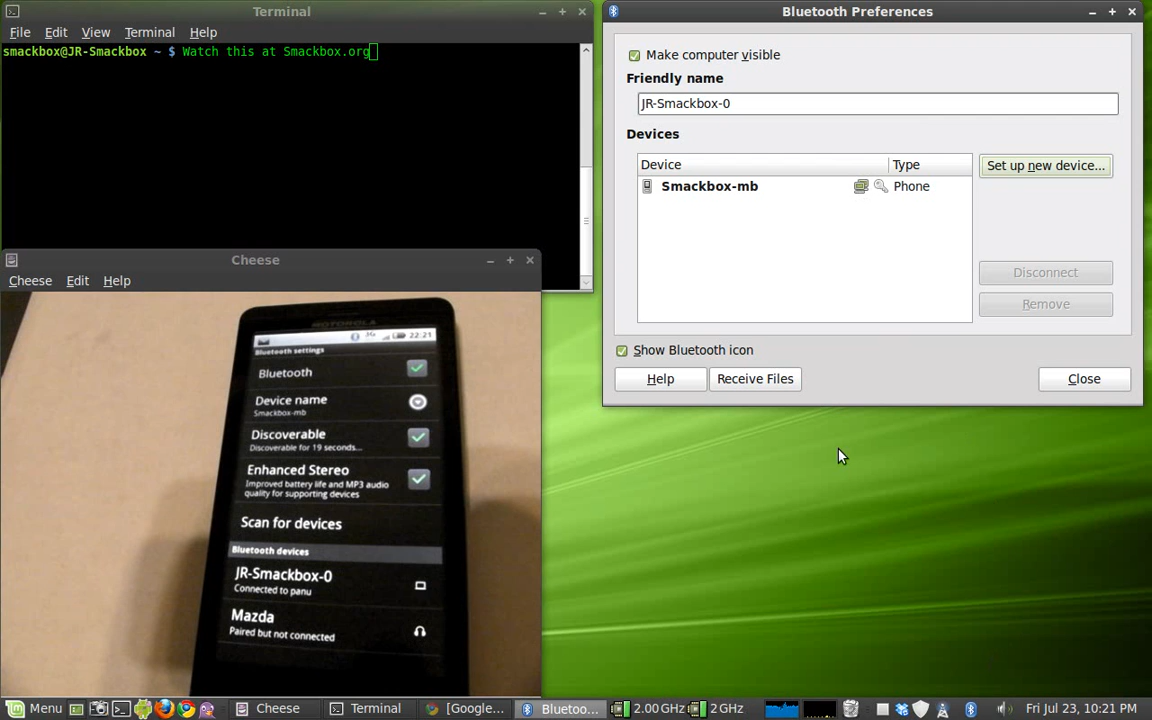 Terminal
File Edit View Terminal Help
smackbox@JR-Smackbox ~ $ Watch this at Smackbox.org
Bluetooth Preferences
Make computer visible
Friendly name
JR-Smackbox-0
Devices
Device Type
Smackbox-mb Phone
Set up new device...
Disconnect
Remove
Show Bluetooth icon
Help Receive Files Close
Cheese
Cheese Edit Help
MOTOROLA
3G 22:21
Bluetooth settings
Bluetooth
Device name
Smackbox-mb
Discoverable
Discoverable for 19 seconds...
Enhanced Stereo
Improved battery life and MP3 audio
quality for supporting devices
Scan for devices
Bluetooth devices
JR-Smackbox-0
Connected to panu
Mazda
Paired but not connected
Menu Cheese Terminal [Google... Bluetoo... 2.00 GHz 2 GHz Fri Jul 23, 10:21 PM